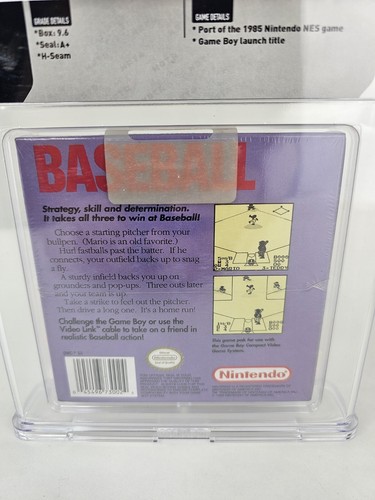 GRADE DETAILS
*Box: 9.6
*Seal: A+
*H-Seam
GAME DETAILS
* Port of the 1985 Nintendo NES game
* Game Boy launch title
BASEBALL
Strategy, skill and determination.
It takes all three to win at Baseball!
Choose a starting pitcher from your
bullpen. (Mario is an old favorite.)
Hurl fastballs past the batter. If he
connects, your outfield backs up to snag
a fly.
A sturdy infield backs you up on
grounders and pop-ups. Three outs later
and your team is up.
Take a strike to feel out the pitcher.
Then drive a long one. It's a home run!
Challenge the Game Boy or use the
Video Link™ cable to take on a friend in
realistic Baseball action!
This game pak for use with
the Game Boy Compact Video
Game System.
Nintendo